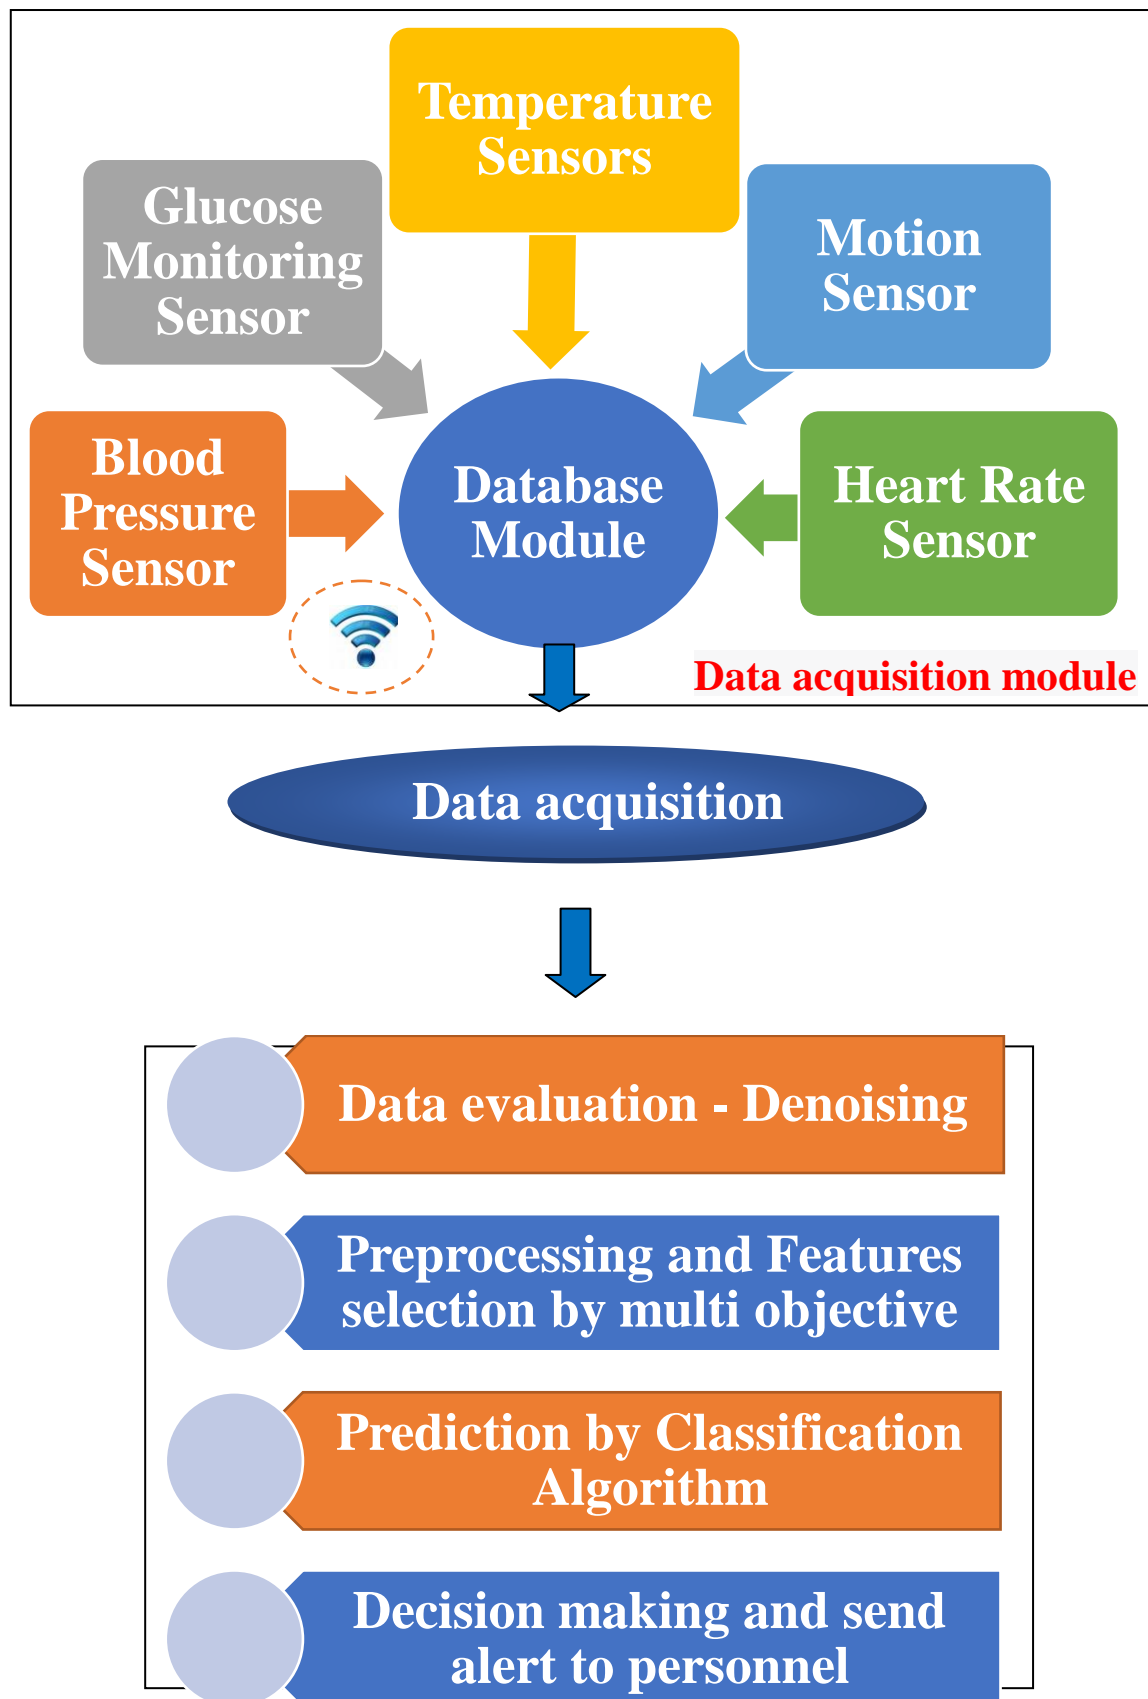 Temperature
Sensors
Glucose
Monitoring
Sensor
Motion
Sensor
Blood
Pressure
Sensor
Database
Module
Heart Rate
Sensor
Data acquisition module
Data acquisition
Data evaluation - Denoising
Preprocessing and Features
selection by multi objective
Prediction by Classification
Algorithm
Decision making and send
alert to personnel